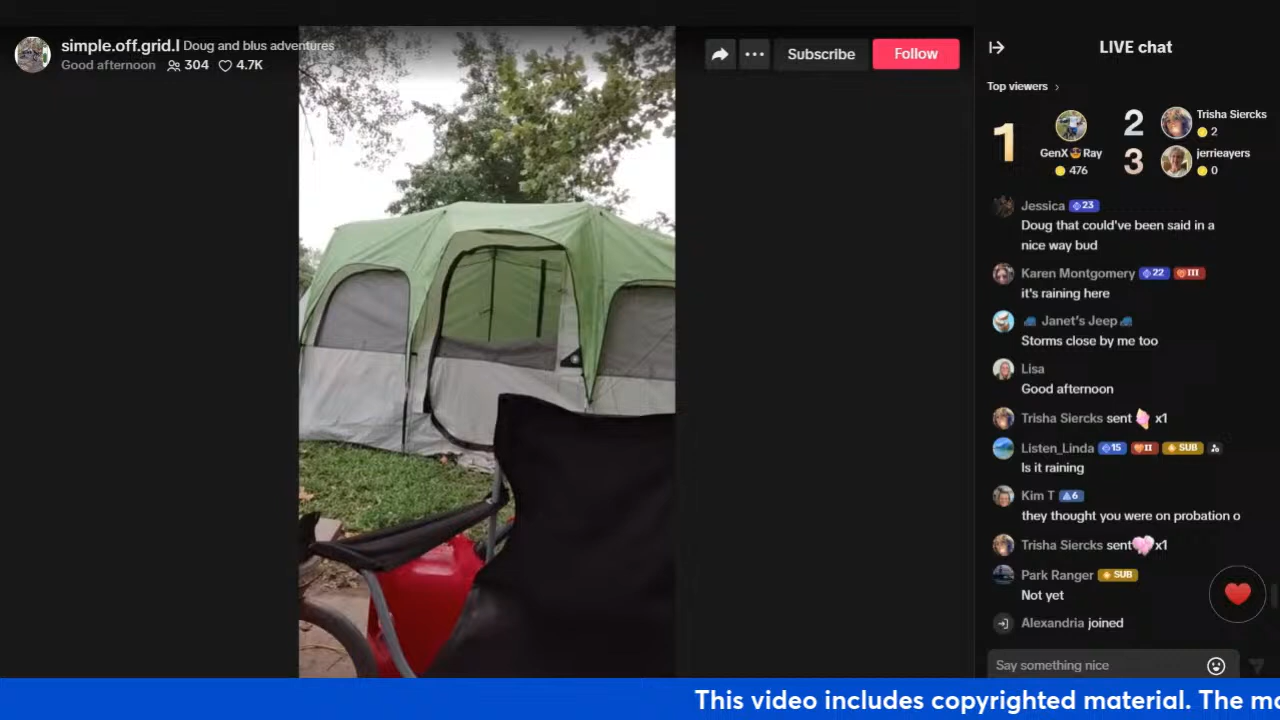 simple.off.grid.l Doug and blus adventures
Good afternoon 304 4.7K
Subscribe
Follow
LIVE chat
Top viewers
1
GenX Ray
476
2
Trisha Siercks
2
3
jerrieayers
0
Jessica 23
Doug that could've been said in a
nice way bud
Karen Montgomery 22 III
it's raining here
Janet's Jeep
Storms close by me too
Lisa
Good afternoon
Trisha Siercks sent x1
Listen_Linda 15 II SUB
Is it raining
Kim T 6
they thought you were on probation o
Trisha Siercks sent x1
Park Ranger SUB
Not yet
Alexandria joined
Say something nice
This video includes copyrighted material. The ma